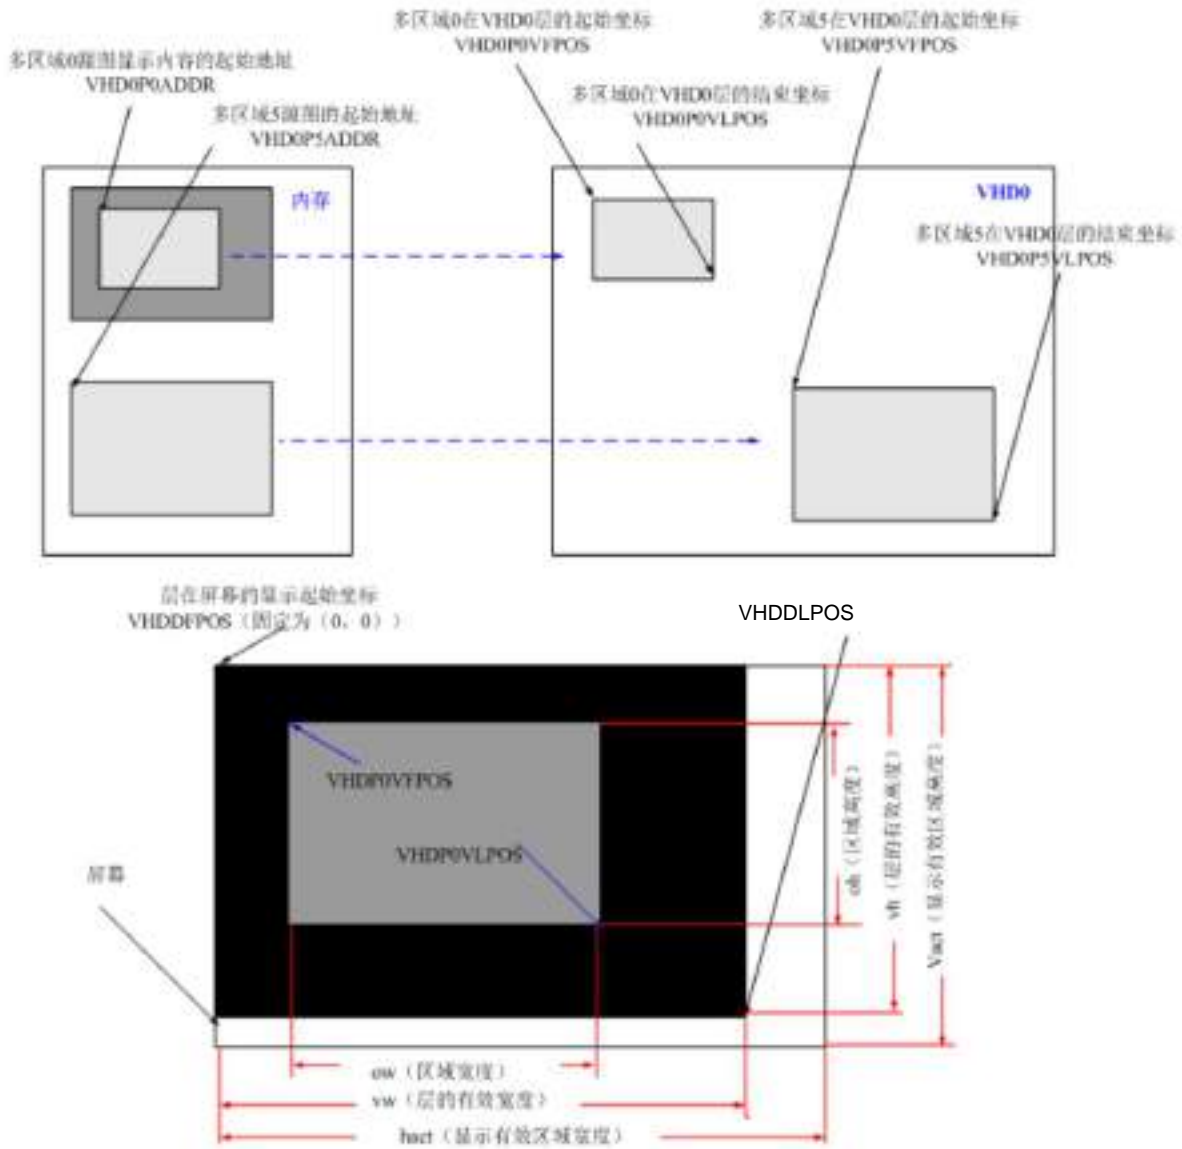 多区域0在VHD0层的起始坐标
VHD0P0VFPOS
多区域5在VHD0层的起始坐标
VHD0P5VFPOS
多区域0源图显示内容的起始地址
VHD0P0ADDR
多区域0在VHD0层的结束坐标
VHD0P0VLPOS
多区域5源图的起始地址
VHD0P5ADDR
内存
VHD0
多区域5在VHD0层的结束坐标
VHD0P5VLPOS
层在屏幕的显示起始坐标
VHDDFPOS（固定为（0，0））
VHDDLPOS
VHDP0VFPOS
VHDP0VLPOS
屏幕
oh（区域高度）
vh（层的有效高度）
Vact（显示有效区域高度）
ow（区域宽度）
vw（层的有效宽度）
hact（显示有效区域宽度）